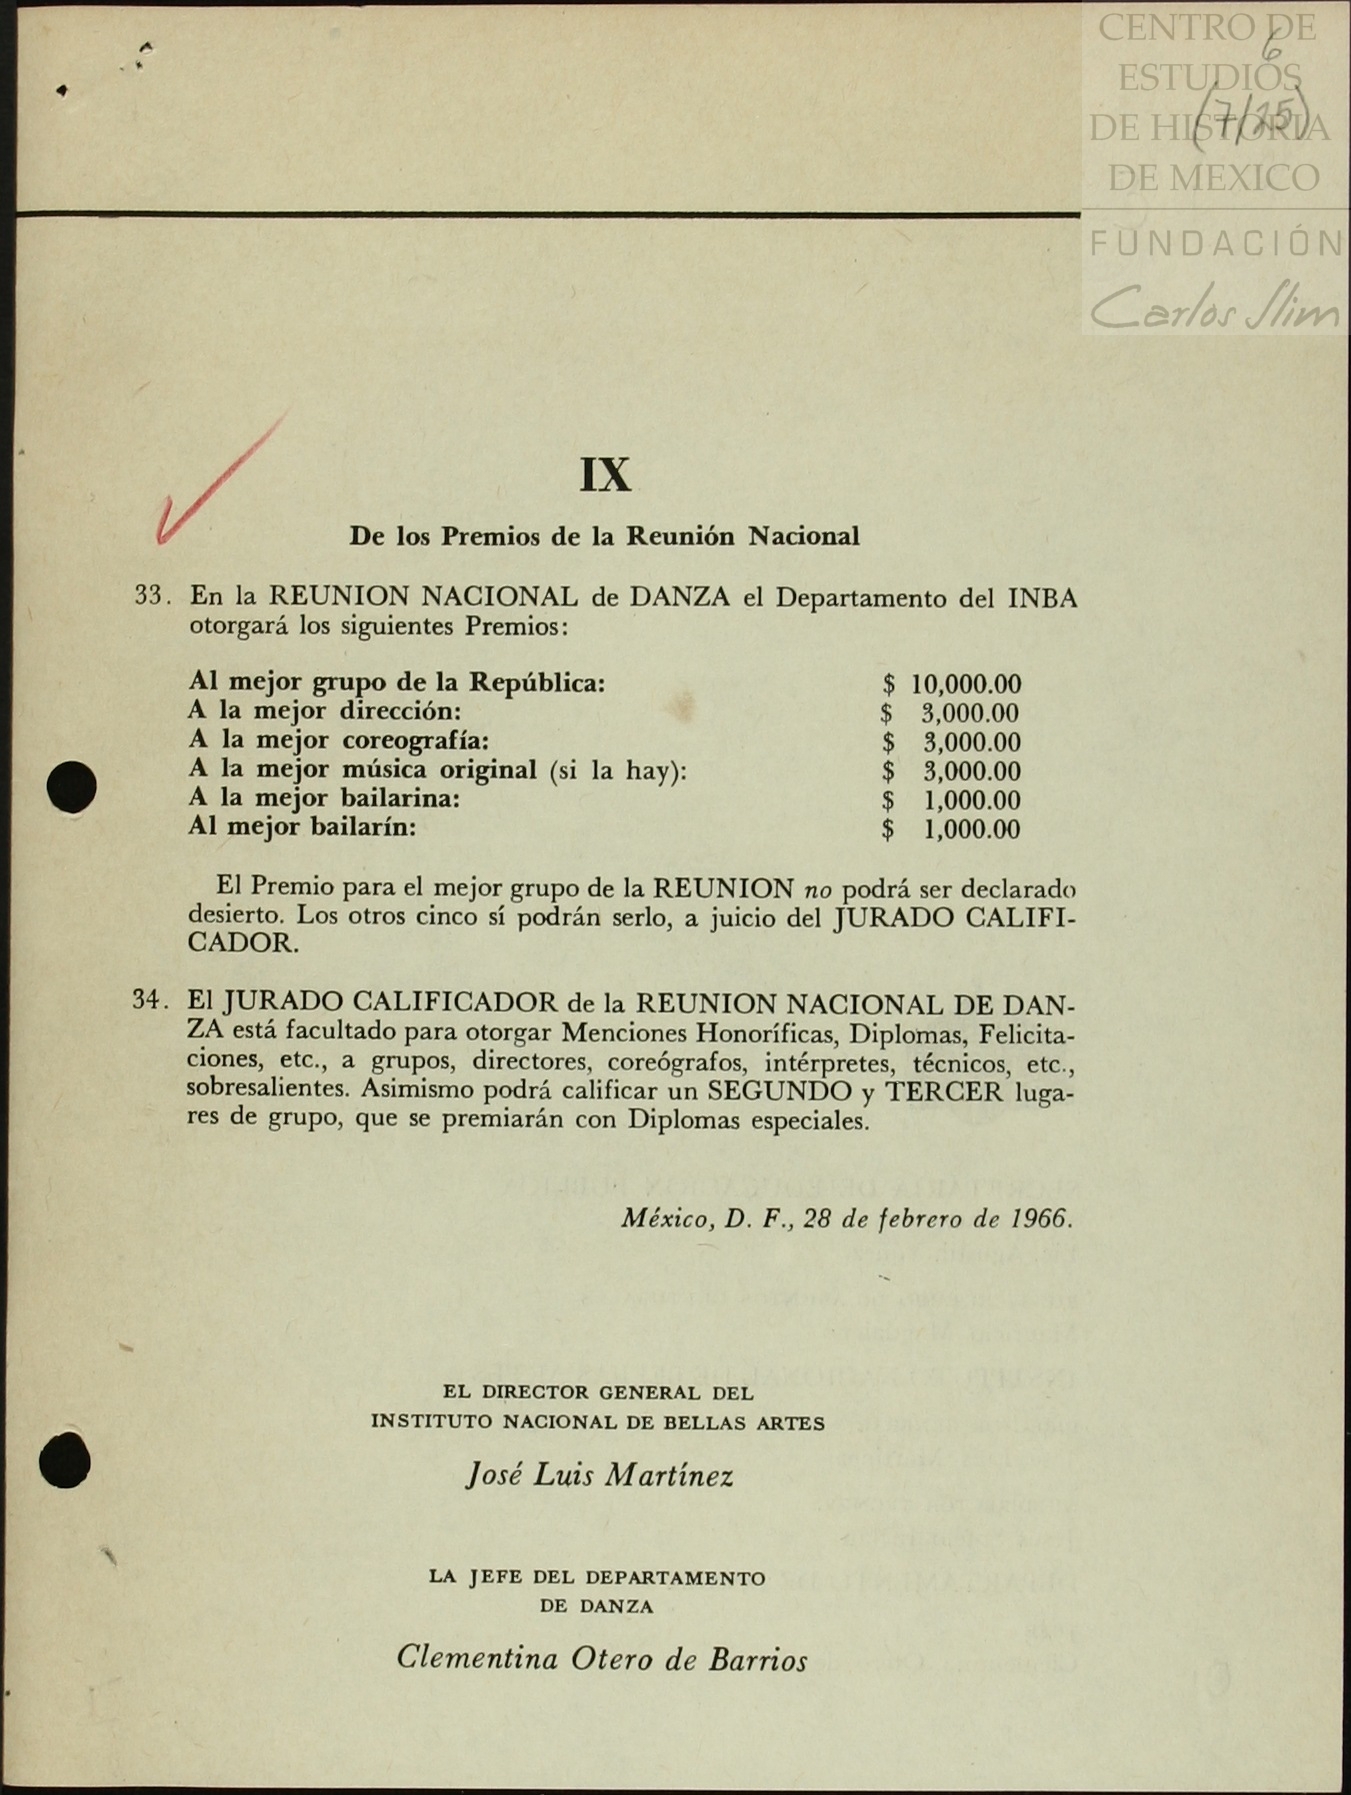 CENTRO DE
ESTUDIOS
DE HISTORIA
DE MEXICO
FUNDACIÓN
Carlos Slim
6
(7/25)
IX
De los Premios de la Reunión Nacional
33. En la REUNION NACIONAL de DANZA el Departamento del INBA
otorgará los siguientes Premios:
Al mejor grupo de la República: $ 10,000.00
A la mejor dirección: $ 3,000.00
A la mejor coreografía: $ 3,000.00
A la mejor música original (si la hay): $ 3,000.00
A la mejor bailarina: $ 1,000.00
Al mejor bailarín: $ 1,000.00
El Premio para el mejor grupo de la REUNION no podrá ser declarado
desierto. Los otros cinco sí podrán serlo, a juicio del JURADO CALIFI-
CADOR.
34. El JURADO CALIFICADOR de la REUNION NACIONAL DE DAN-
ZA está facultado para otorgar Menciones Honoríficas, Diplomas, Felicita-
ciones, etc., a grupos, directores, coreógrafos, intérpretes, técnicos, etc.,
sobresalientes. Asimismo podrá calificar un SEGUNDO y TERCER luga-
res de grupo, que se premiarán con Diplomas especiales.
México, D. F., 28 de febrero de 1966.
EL DIRECTOR GENERAL DEL
INSTITUTO NACIONAL DE BELLAS ARTES
José Luis Martínez
LA JEFE DEL DEPARTAMENTO
DE DANZA
Clementina Otero de Barrios